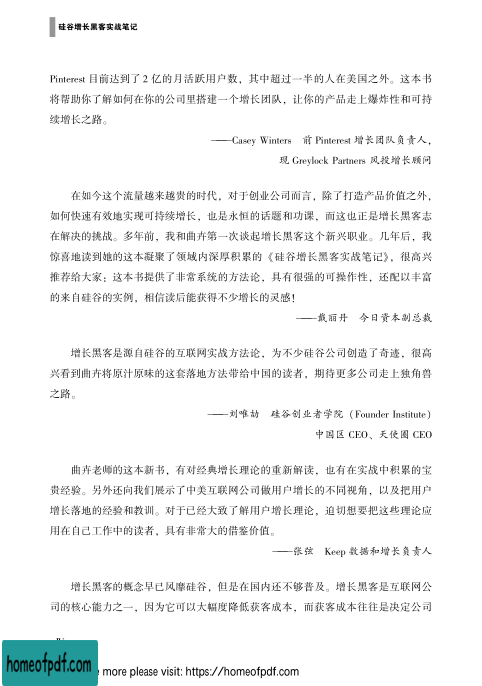 硅谷增长黑客实战笔记
Pinterest 目前达到了 2 亿的月活跃用户数，其中超过一半的人在美国之外。这本书
将帮助你了解如何在你的公司里搭建一个增长团队，让你的产品走上爆炸性和可持
续增长之路。
——Casey Winters　前 Pinterest 增长团队负责人，
现 Greylock Partners 风投增长顾问
在如今这个流量越来越贵的时代，对于创业公司而言，除了打造产品价值之外，
如何快速有效地实现可持续增长，也是永恒的话题和功课，而这也正是增长黑客志
在解决的挑战。多年前，我和曲卉第一次谈起增长黑客这个新兴职业。几年后，我
惊喜地读到她的这本凝聚了领域内深厚积累的《硅谷增长黑客实战笔记》，很高兴
推荐给大家；这本书提供了非常系统的方法论，具有很强的可操作性，还配以丰富
的来自硅谷的实例，相信读后能获得不少增长的灵感！
——戴丽丹　今日资本副总裁
增长黑客是源自硅谷的互联网实战方法论，为不少硅谷公司创造了奇迹，很高
兴看到曲卉将原汁原味的这套落地方法带给中国的读者，期待更多公司走上独角兽
之路。
——刘唯劼　硅谷创业者学院（Founder Institute）
中国区 CEO、天使圈 CEO
曲卉老师的这本新书，有对经典增长理论的重新解读，也有在实战中积累的宝
贵经验。另外还向我们展示了中美互联网公司做用户增长的不同视角，以及把用户
增长落地的经验和教训。对于已经大致了解用户增长理论，迫切想要把这些理论应
用在自己工作中的读者，具有非常大的借鉴价值。
——张弦　Keep 数据和增长负责人
增长黑客的概念早已风靡硅谷，但是在国内还不够普及。增长黑客是互联网公
司的核心能力之一，因为它可以大幅度降低获客成本，而获客成本往往是决定公司
homeofpdf.com
more please visit: https://homeofpdf.com